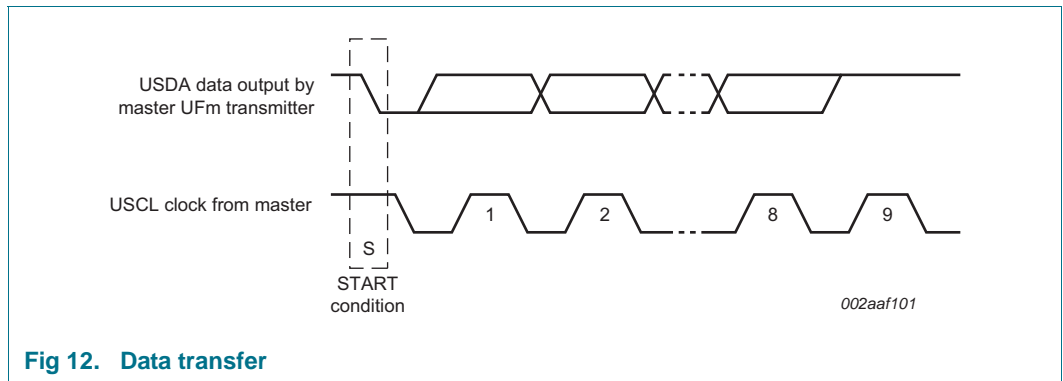 USDA data output by
master UFm transmitter
USCL clock from master
1
2
8
9
S
START
condition
002aaf101
Fig 12. Data transfer